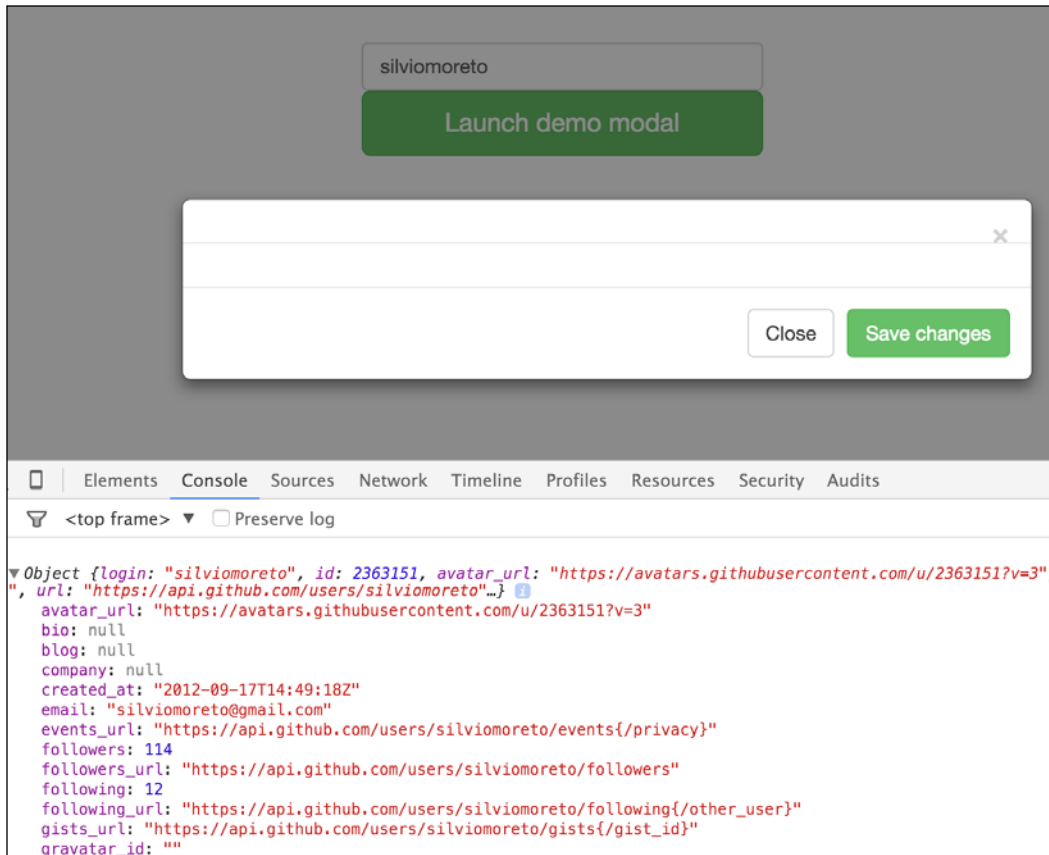 silviomoreto
Launch demo modal
×
Close Save changes
Elements Console Sources Network Timeline Profiles Resources Security Audits
<top frame> ▼ Preserve log
▼Object {login: "silviomoreto", id: 2363151, avatar_url: "https://avatars.githubusercontent.com/u/2363151?v=3"
", url: "https://api.github.com/users/silviomoreto"…} i
avatar_url: "https://avatars.githubusercontent.com/u/2363151?v=3"
bio: null
blog: null
company: null
created_at: "2012-09-17T14:49:18Z"
email: "silviomoreto@gmail.com"
events_url: "https://api.github.com/users/silviomoreto/events{/privacy}"
followers: 114
followers_url: "https://api.github.com/users/silviomoreto/followers"
following: 12
following_url: "https://api.github.com/users/silviomoreto/following{/other_user}"
gists_url: "https://api.github.com/users/silviomoreto/gists{/gist_id}"
gravatar_id: ""